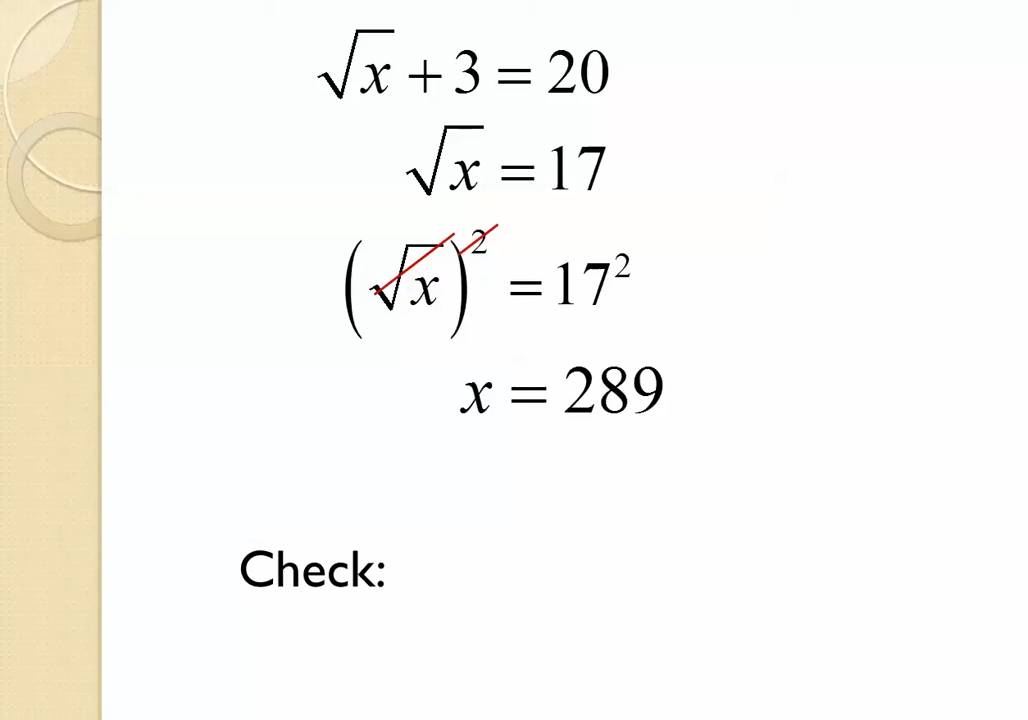 √x + 3 = 20
√x = 17
(√x)² = 17²
x = 289
Check: